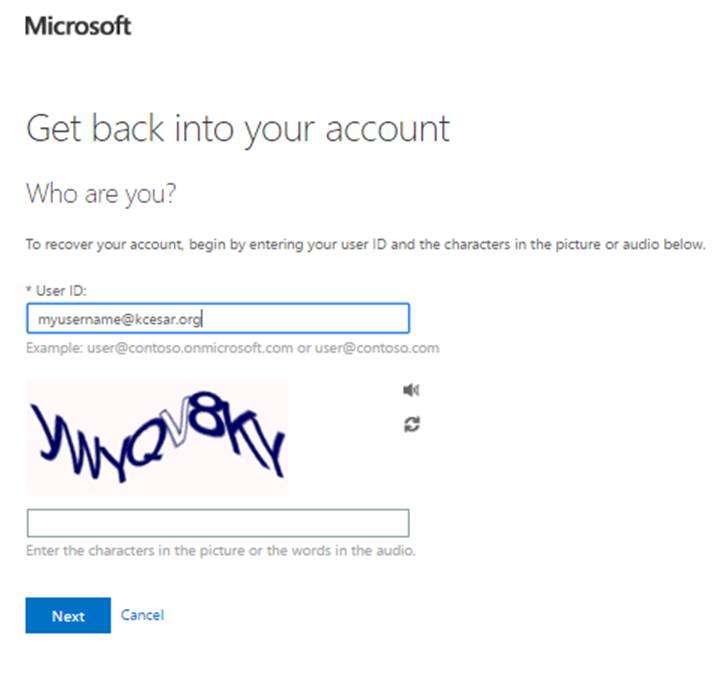 Microsoft
Get back into your account
Who are you?
To recover your account, begin by entering your user ID and the characters in the picture or audio below.
* User ID:
myusername@kcesar.org
Example: user@contoso.onmicrosoft.com or user@contoso.com
Enter the characters in the picture or the words in the audio.
Next Cancel